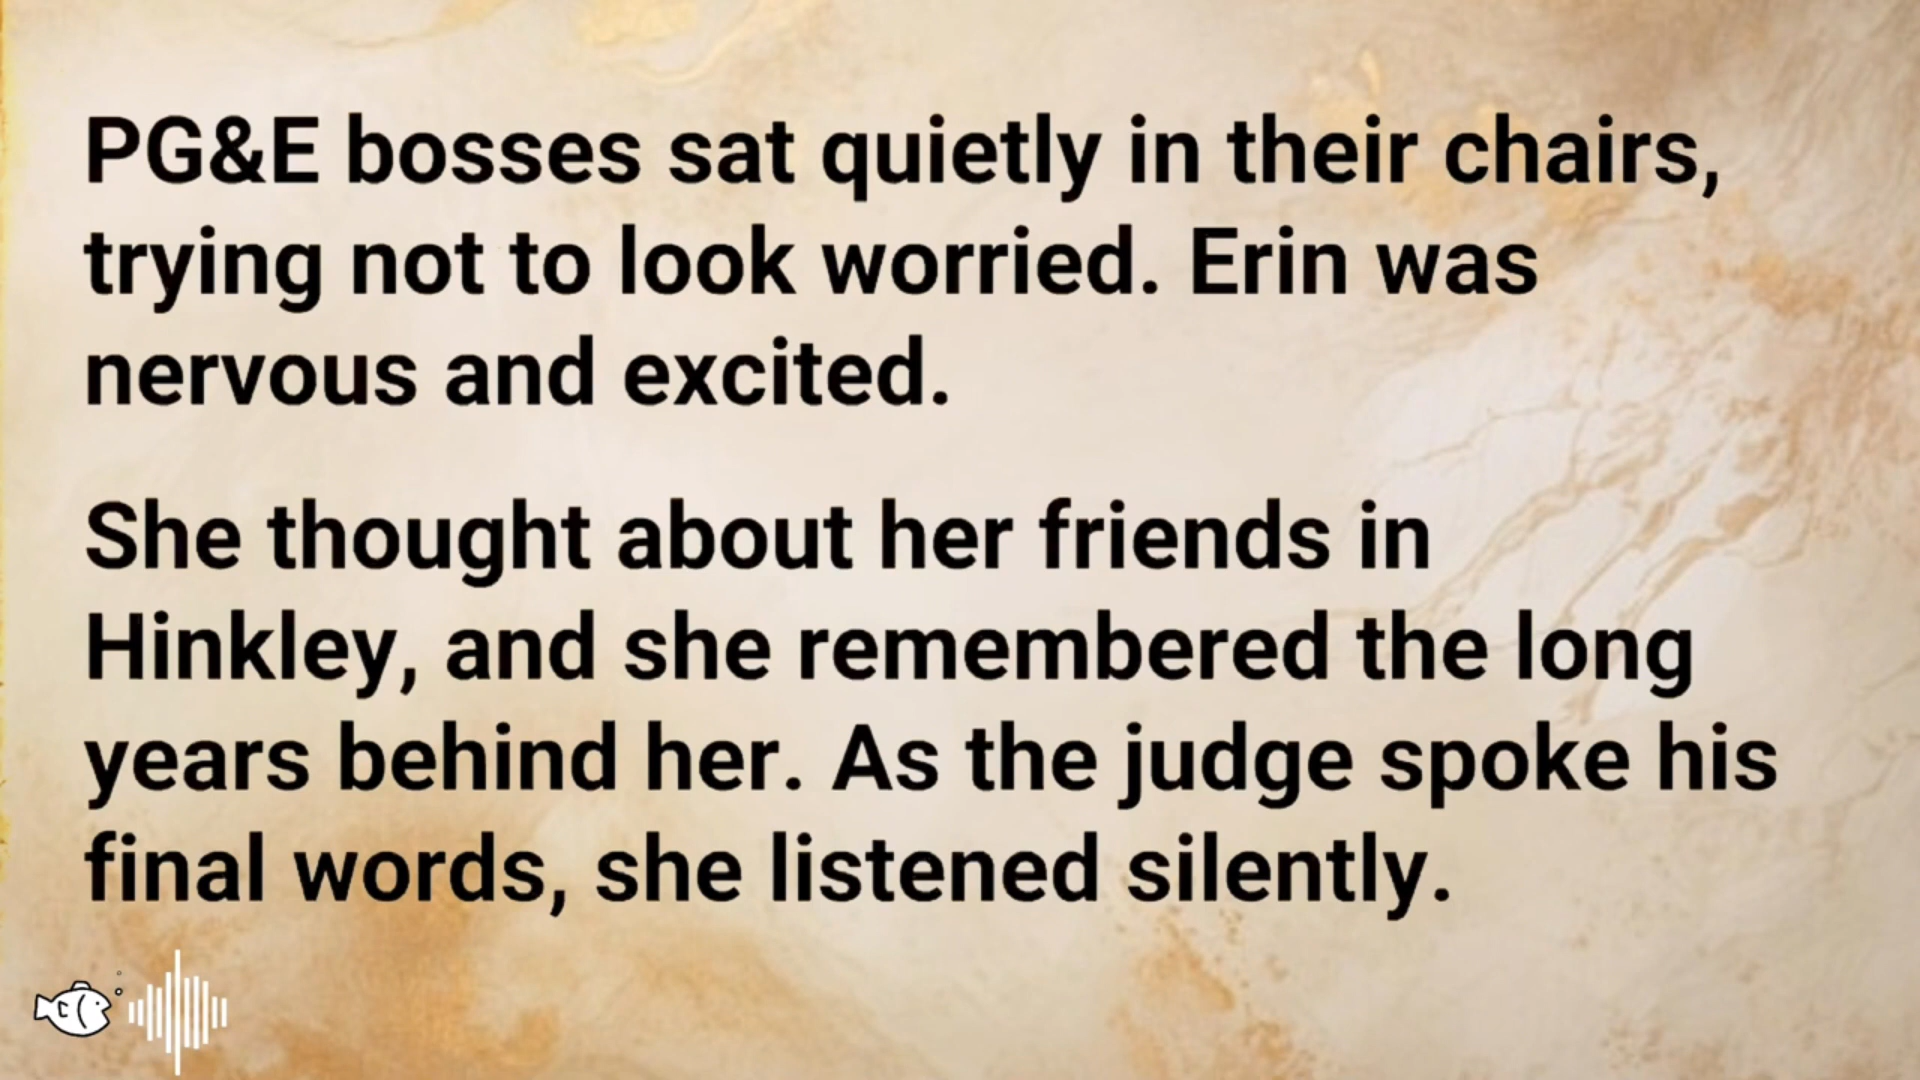 PG&E bosses sat quietly in their chairs,
trying not to look worried. Erin was
nervous and excited.
She thought about her friends in
Hinkley, and she remembered the long
years behind her. As the judge spoke his
final words, she listened silently.